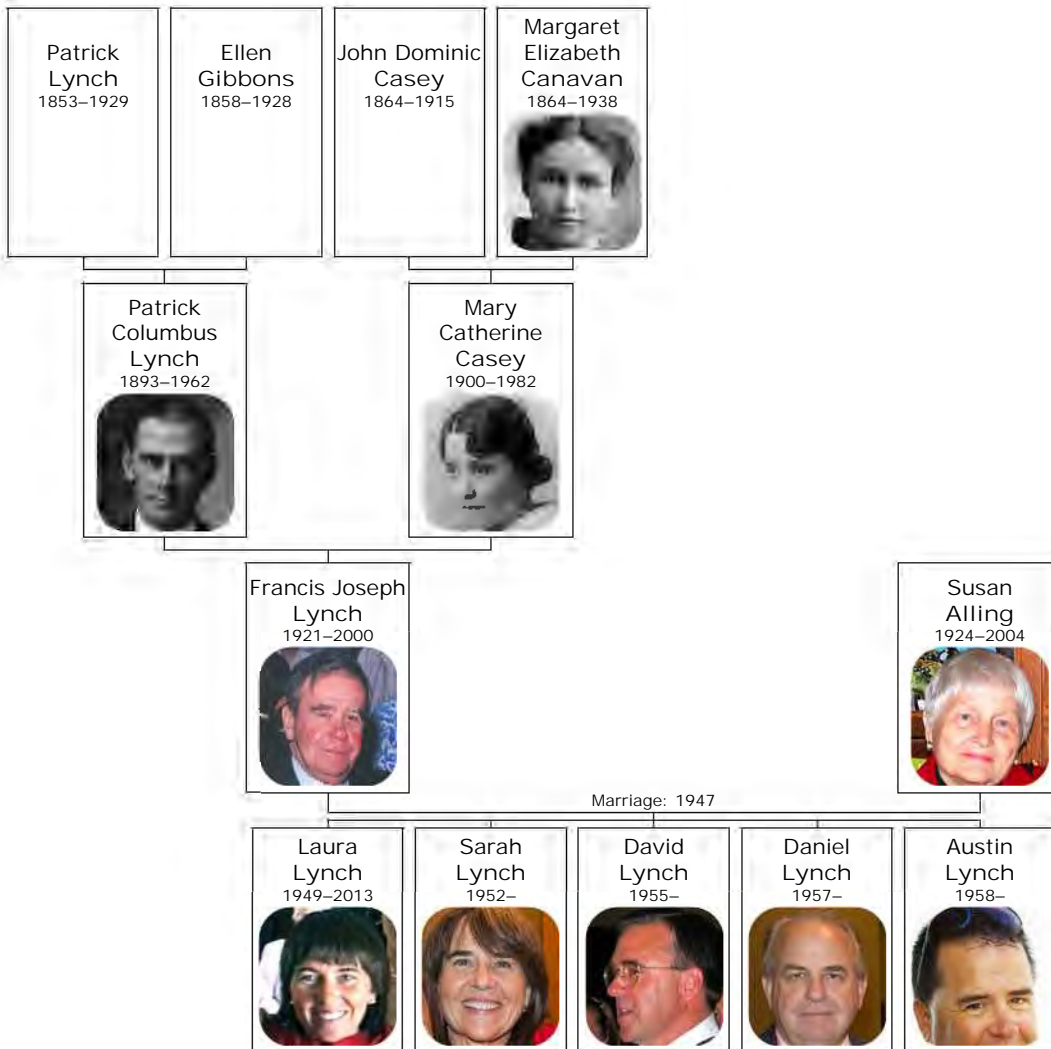 Patrick
Lynch
1853–1929
Ellen
Gibbons
1858–1928
John Dominic
Casey
1864–1915
Margaret
Elizabeth
Canavan
1864–1938
Patrick
Columbus
Lynch
1893–1962
Mary
Catherine
Casey
1900–1982
Francis Joseph
Lynch
1921–2000
Susan
Alling
1924–2004
Marriage: 1947
Laura
Lynch
1949–2013
Sarah
Lynch
1952–
David
Lynch
1955–
Daniel
Lynch
1957–
Austin
Lynch
1958–